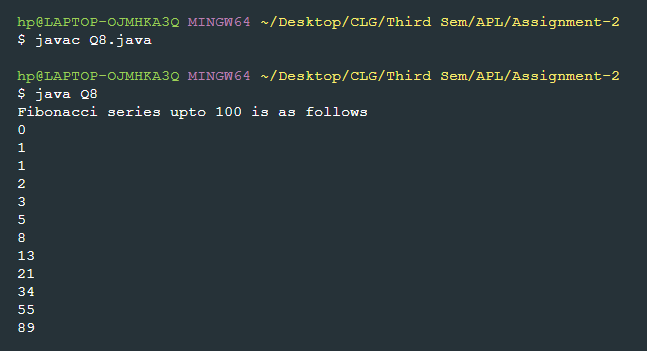 hp@LAPTOP-OJMHKA3Q MINGW64 ~/Desktop/CLG/Third Sem/APL/Assignment-2
$ javac Q8.java
hp@LAPTOP-OJMHKA3Q MINGW64 ~/Desktop/CLG/Third Sem/APL/Assignment-2
$ java Q8
Fibonacci series upto 100 is as follows
0
1
1
2
3
5
8
13
21
34
55
89